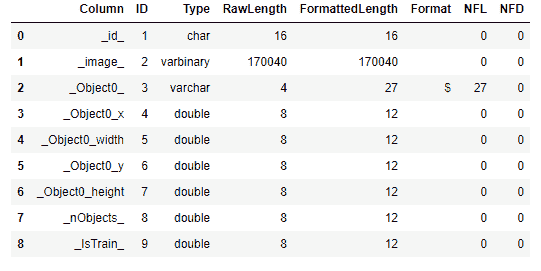 Column ID Type RawLength FormattedLength Format NFL NFD
0 _id_ 1 char 16 16 0 0
1 _image_ 2 varbinary 170040 170040 0 0
2 _Object0_ 3 varchar 4 27 $ 27 0
3 _Object0_x 4 double 8 12 0 0
4 _Object0_width 5 double 8 12 0 0
5 _Object0_y 6 double 8 12 0 0
6 _Object0_height 7 double 8 12 0 0
7 _nObjects_ 8 double 8 12 0 0
8 _IsTrain_ 9 double 8 12 0 0